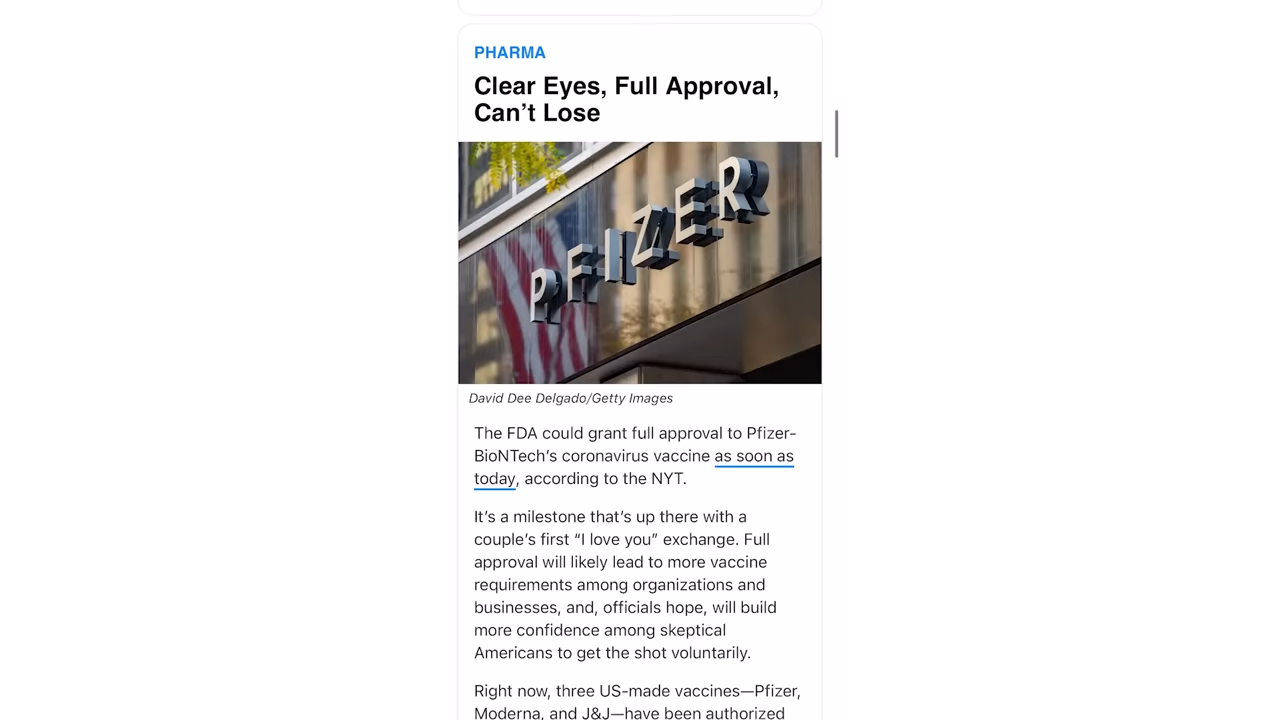 PHARMA
Clear Eyes, Full Approval,
Can’t Lose
PFIZER
David Dee Delgado/Getty Images
The FDA could grant full approval to Pfizer-
BioNTech’s coronavirus vaccine as soon as
today, according to the NYT.
It’s a milestone that’s up there with a
couple’s first “I love you” exchange. Full
approval will likely lead to more vaccine
requirements among organizations and
businesses, and, officials hope, will build
more confidence among skeptical
Americans to get the shot voluntarily.
Right now, three US-made vaccines—Pfizer,
Moderna, and J&J—have been authorized